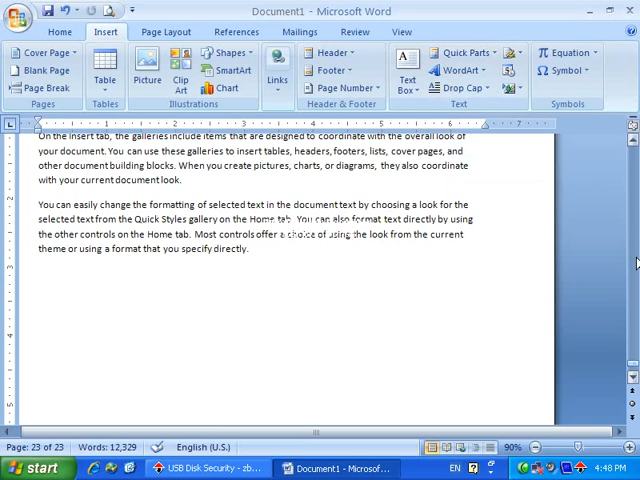 Document1 - Microsoft Word
Home Insert Page Layout References Mailings Review View
Cover Page
Blank Page
Page Break
Pages
Table
Tables
Picture
Clip Art
Shapes
SmartArt
Chart
Illustrations
Links
Header
Footer
Page Number
Header & Footer
Text Box
Quick Parts
WordArt
Drop Cap
Text
Equation
Symbol
Symbols
1 2 3 4 5 6 7
On the Insert tab, the galleries include items that are designed to coordinate with the overall look of
your document. You can use these galleries to insert tables, headers, footers, lists, cover pages, and
other document building blocks. When you create pictures, charts, or diagrams, they also coordinate
with your current document look.
You can easily change the formatting of selected text in the document text by choosing a look for the
selected text from the Quick Styles gallery on the Home tab. You can also format text directly by using
the other controls on the Home tab. Most controls offer a choice of using the look from the current
theme or using a format that you specify directly.
Page: 23 of 23 Words: 12,329 English (U.S.) 90%
start USB Disk Security - zb... Document1 - Microsof... EN 4:48 PM